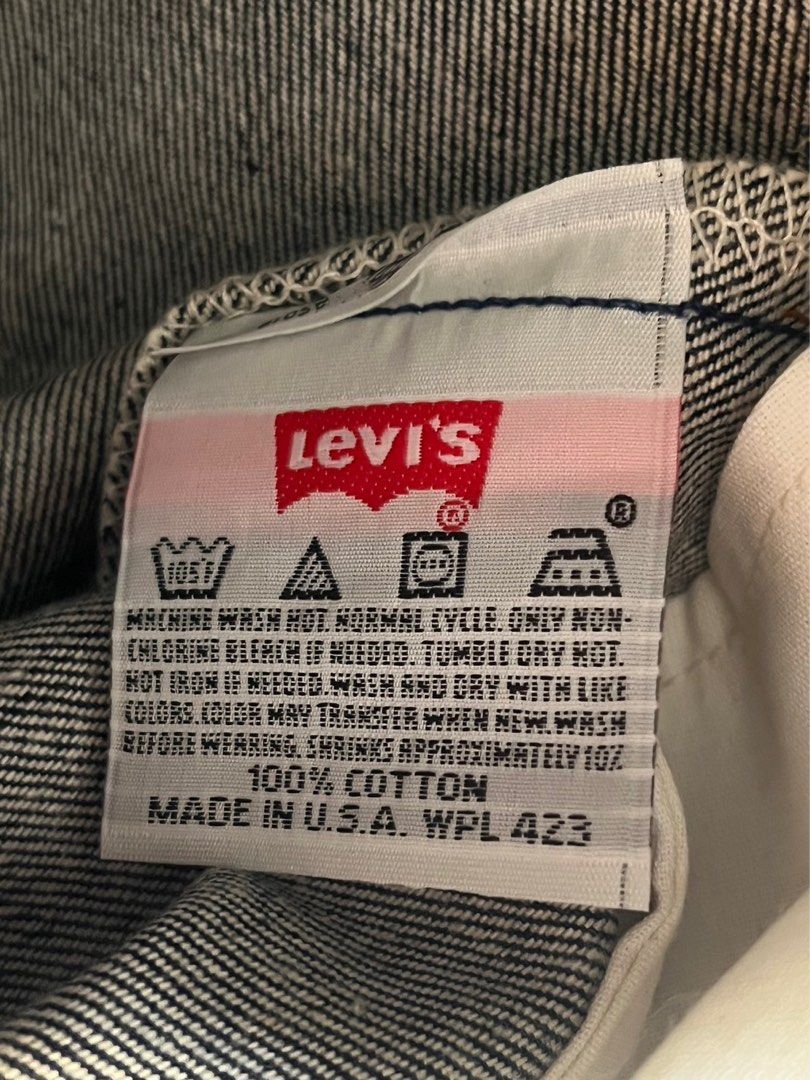 Levi's
®
®
105°F
MACHINE WASH HOT. NORMAL CYCLE. ONLY NON-
CHLORINE BLEACH IF NEEDED. TUMBLE DRY HOT.
HOT IRON IF NEEDED. WASH AND DRY WITH LIKE
COLORS. COLOR MAY TRANSFER WHEN NEW. WASH
BEFORE WEARING. SHRINKS APPROXIMATELY 10%
100% COTTON
MADE IN U.S.A. WPL 423